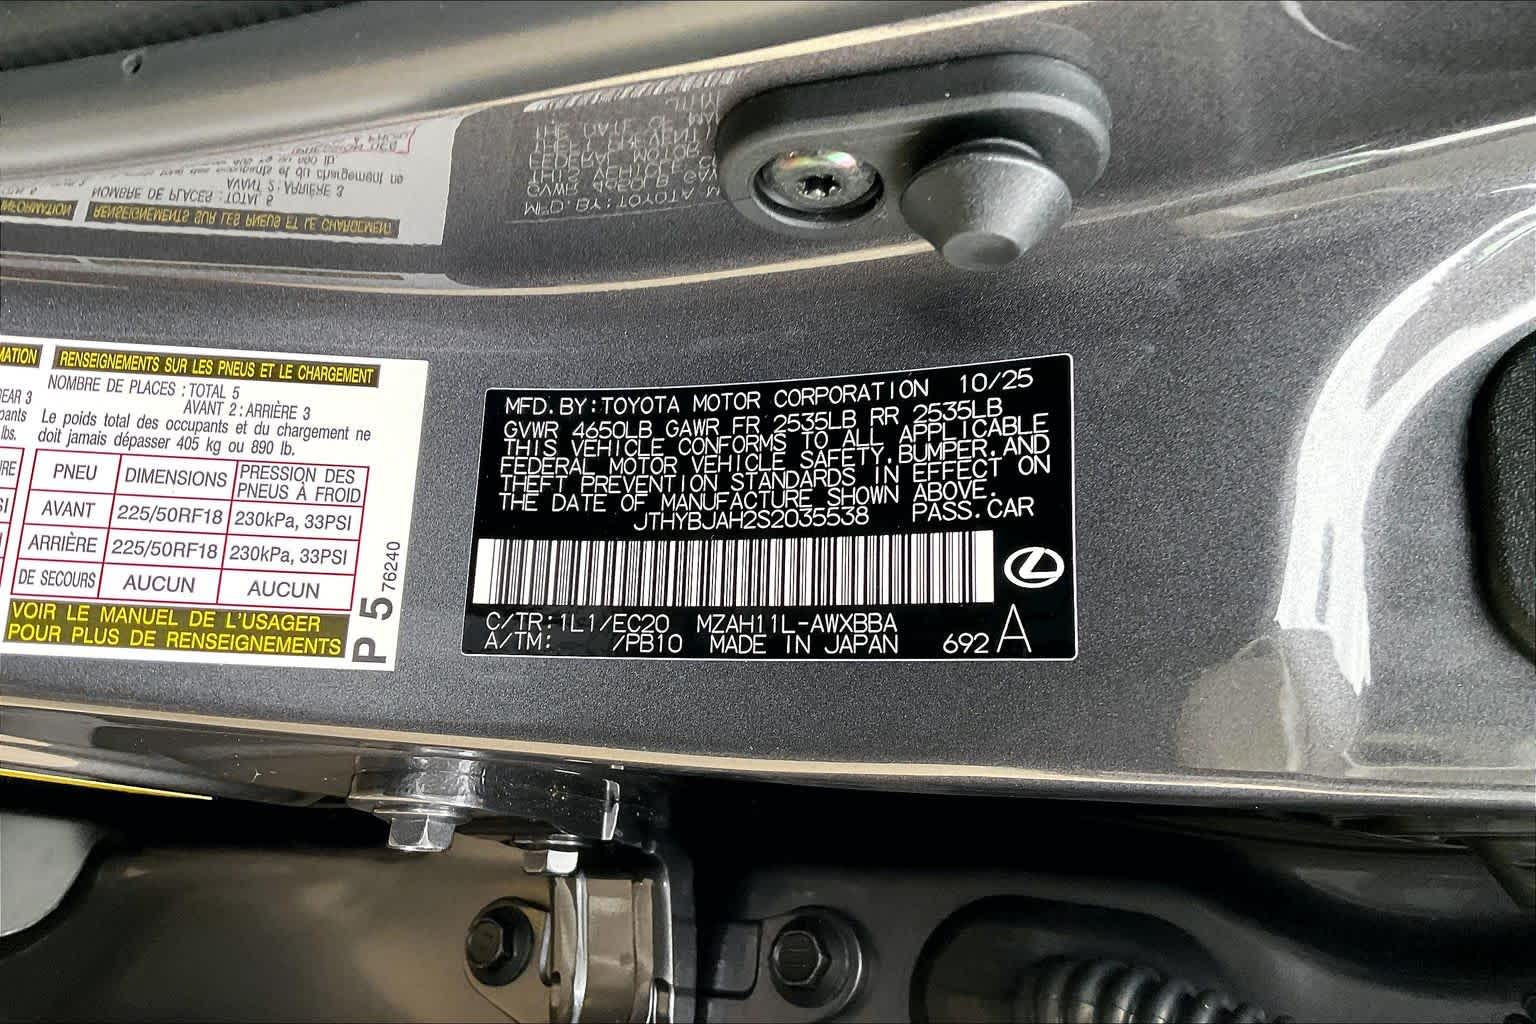 MATION
RENSEIGNEMENTS SUR LES PNEUS ET LE CHARGEMENT
NOMBRE DE PLACES : TOTAL 5
AVANT 2 : ARRIÈRE 3
EAR 3
Le poids total des occupants et du chargement ne
pants
doit jamais dépasser 405 kg ou 890 lb.
lbs.
PNEU DIMENSIONS PRESSION DES PNEUS À FROID
AVANT 225/50RF18 230kPa, 33PSI
ARRIÈRE 225/50RF18 230kPa, 33PSI
DE SECOURS AUCUN AUCUN
VOIR LE MANUEL DE L'USAGER
POUR PLUS DE RENSEIGNEMENTS
P 5 76240
MFD.BY:TOYOTA MOTOR CORPORATION 10/25
GVWR 4650LB GAWR FR 2535LB RR 2535LB
THIS VEHICLE CONFORMS TO ALL APPLICABLE
FEDERAL MOTOR VEHICLE SAFETY,BUMPER,AND
THEFT PREVENTION STANDARDS IN EFFECT ON
THE DATE OF MANUFACTURE SHOWN ABOVE.
JTHYBJAH2S2035538 PASS.CAR
C/TR:1L1/EC20 MZAH11L-AWXBBA
A/TM: /PB10 MADE IN JAPAN 692 A